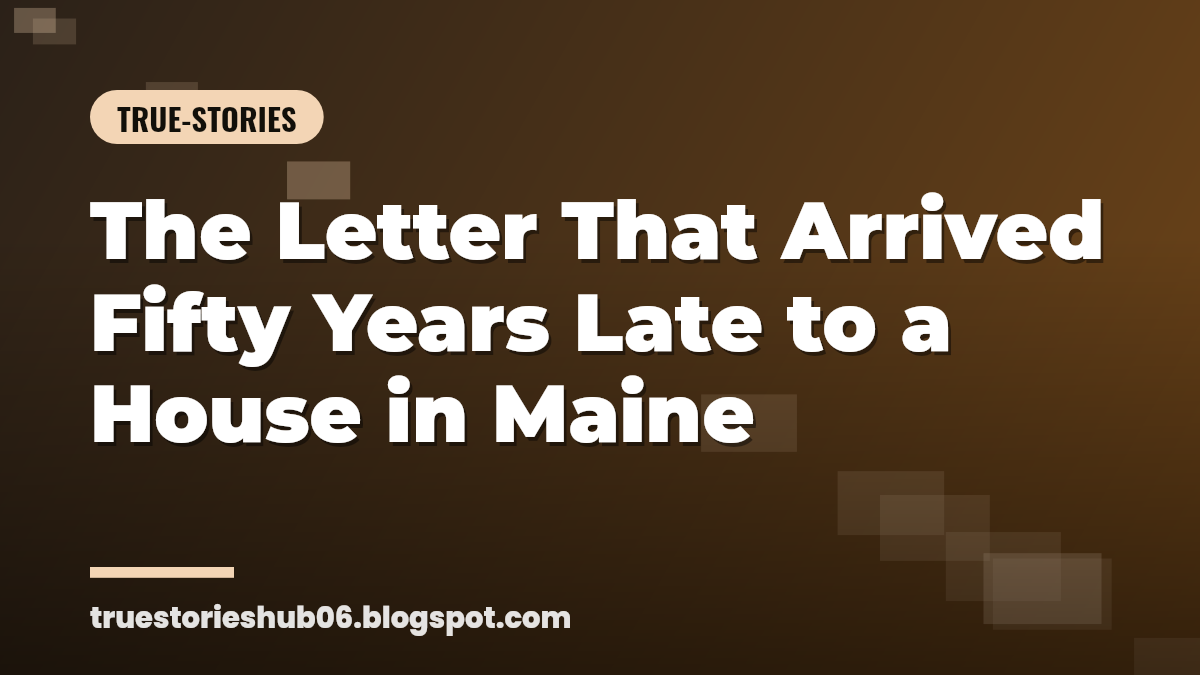 TRUE-STORIES
The Letter That Arrived
Fifty Years Late to a
House in Maine
truestorieshub06.blogspot.com